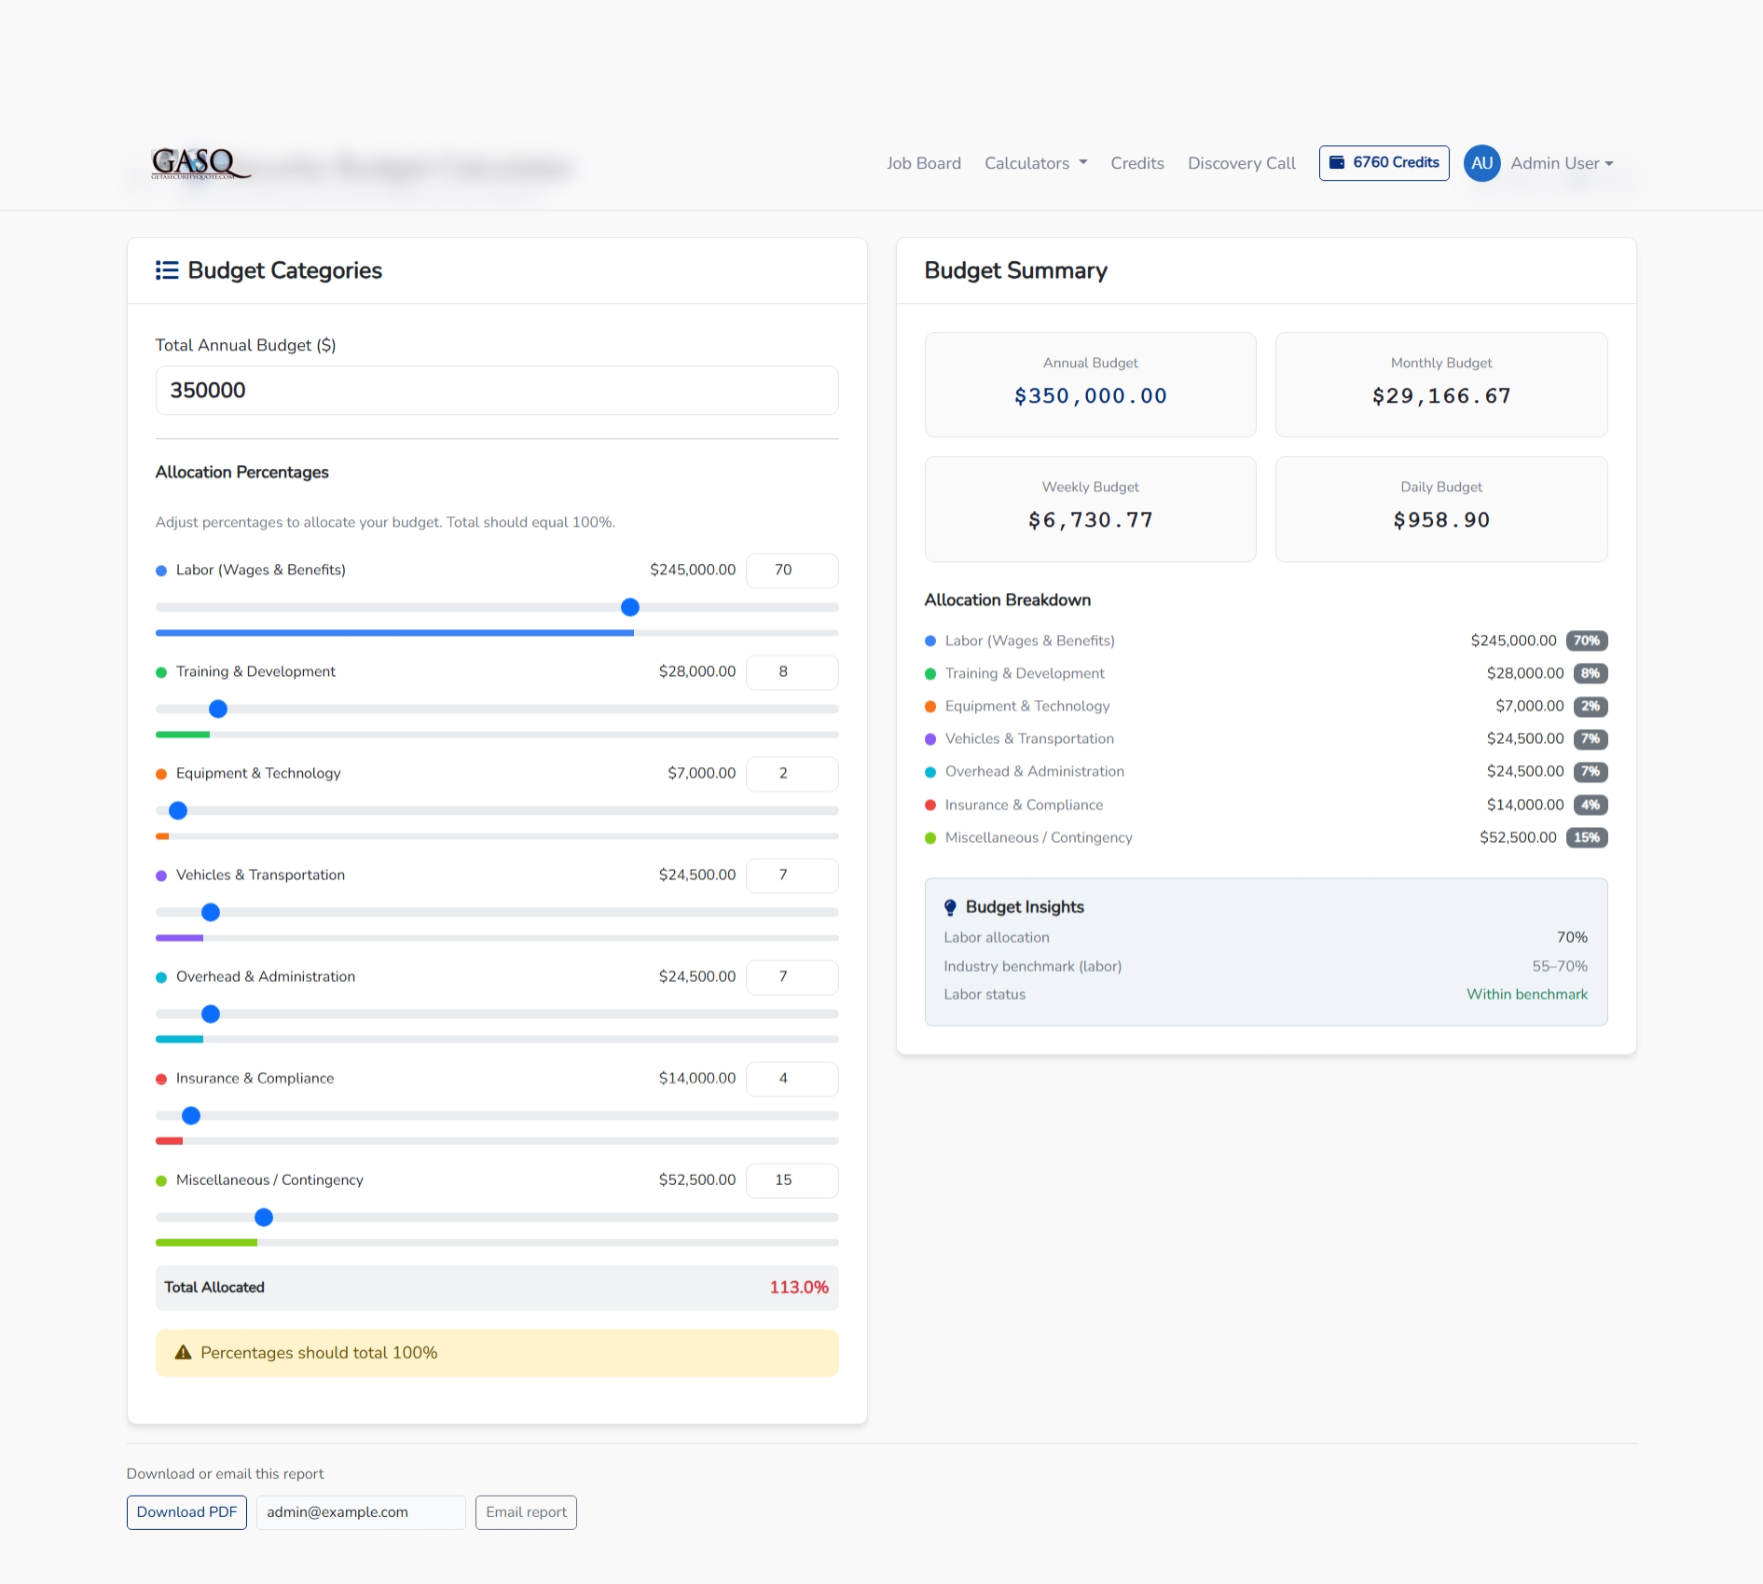 GASQ
GETASECURITYQUOTE.COM
Job Board
Calculators
Credits
Discovery Call
6760 Credits
AU
Admin User
Budget Categories
Total Annual Budget ($)
350000
Allocation Percentages
Adjust percentages to allocate your budget. Total should equal 100%.
Labor (Wages & Benefits) $245,000.00 70
Training & Development $28,000.00 8
Equipment & Technology $7,000.00 2
Vehicles & Transportation $24,500.00 7
Overhead & Administration $24,500.00 7
Insurance & Compliance $14,000.00 4
Miscellaneous / Contingency $52,500.00 15
Total Allocated 113.0%
Percentages should total 100%
Budget Summary
Annual Budget
$350,000.00
Monthly Budget
$29,166.67
Weekly Budget
$6,730.77
Daily Budget
$958.90
Allocation Breakdown
Labor (Wages & Benefits) $245,000.00 70%
Training & Development $28,000.00 8%
Equipment & Technology $7,000.00 2%
Vehicles & Transportation $24,500.00 7%
Overhead & Administration $24,500.00 7%
Insurance & Compliance $14,000.00 4%
Miscellaneous / Contingency $52,500.00 15%
Budget Insights
Labor allocation 70%
Industry benchmark (labor) 55–70%
Labor status Within benchmark
Download or email this report
Download PDF
admin@example.com
Email report